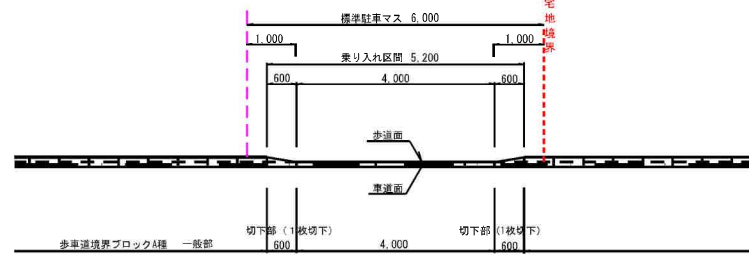 標準駐車マス 6,000
宅地境界
1,000
1,000
乗り入れ区間 5,200
600
4,000
600
歩道面
車道面
切下部 (1枚切下)
切下部 (1枚切下)
歩車道境界ブロックA種 一般部
600
4,000
600